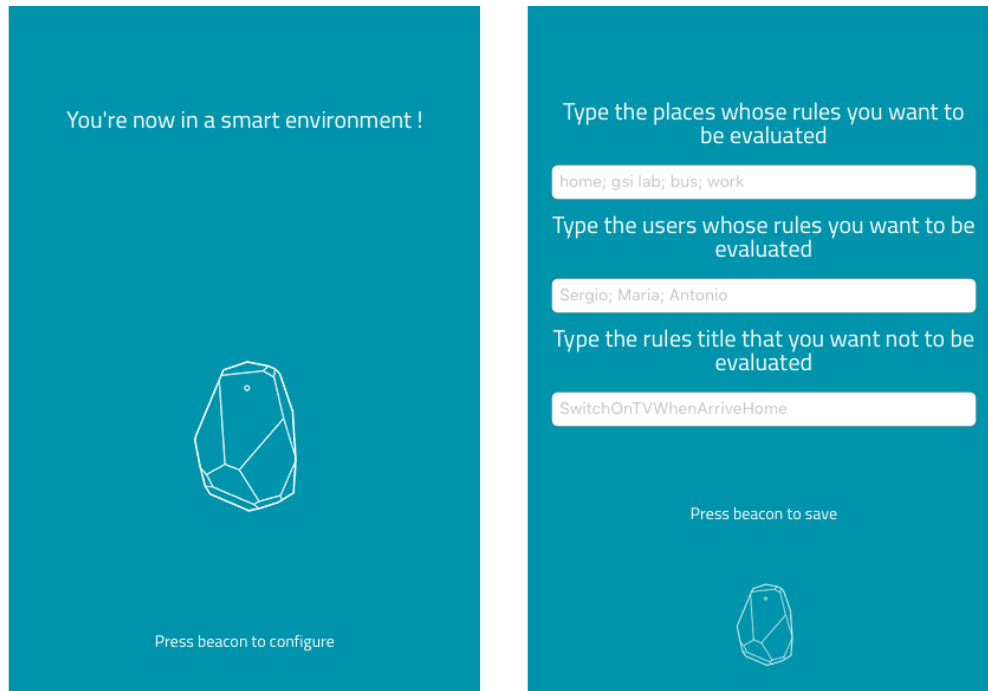 You're now in a smart environment !
Press beacon to configure
Type the places whose rules you want to
be evaluated
home; gsi lab; bus; work
Type the users whose rules you want to be
evaluated
Sergio; Maria; Antonio
Type the rules title that you want not to be
evaluated
SwitchOnTVWhenArriveHome
Press beacon to save